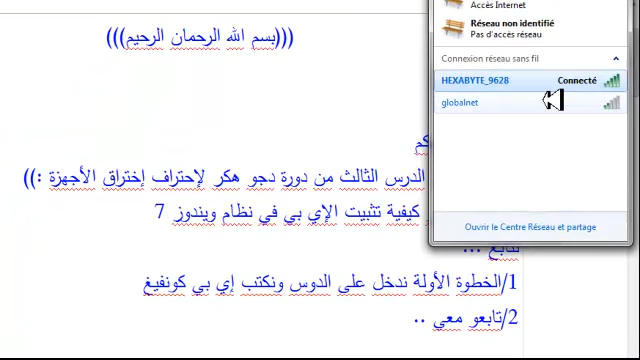 (((بسم الله الرحمان الرحيم)))
الدرس الثالث من دورة دجو هكر لإحتراف إختراق الأجهزة :))
كيفية تثبيت الإي بي في نظام ويندوز 7
نتابع ...
1/الخطوة الأولة ندخل على الدوس ونكتب إي بي كونفيغ
2/تابعو معي ..
Accès Internet
Réseau non identifié
Pas d'accès réseau
Connexion réseau sans fil
HEXABYTE_9628 Connecté
globalnet
Ouvrir le Centre Réseau et partage